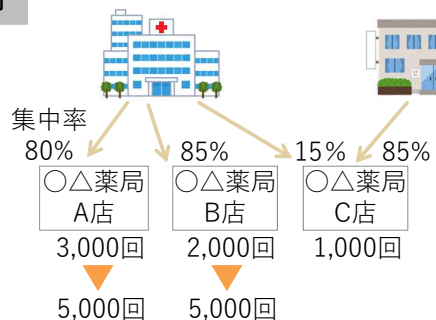 集中率
80%
85%
15%
85%
○△薬局
A店
○△薬局
B店
○△薬局
C店
3,000回
2,000回
1,000回
5,000回
5,000回